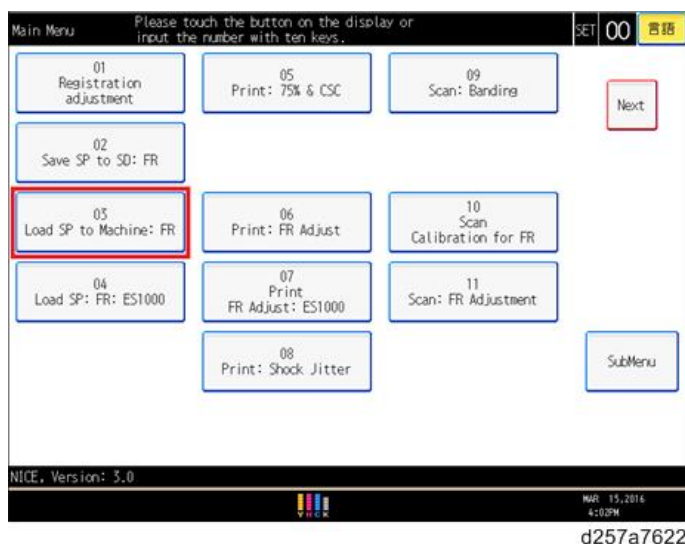 Main Menu
Please touch the button on the display or
input the number with ten keys.
SET 00 言語
01
Registration
adjustment
02
Save SP to SD: FR
03
Load SP to Machine: FR
04
Load SP: FR: ES1000
05
Print: 75% & CSC
06
Print: FR Adjust
07
Print
FR Adjust: ES1000
08
Print: Shock Jitter
09
Scan: Banding
10
Scan
Calibration for FR
11
Scan: FR Adjustment
Next
SubMenu
NICE, Version: 3.0
Y M C K
MAR 15,2016
4:02PM
d257a7622